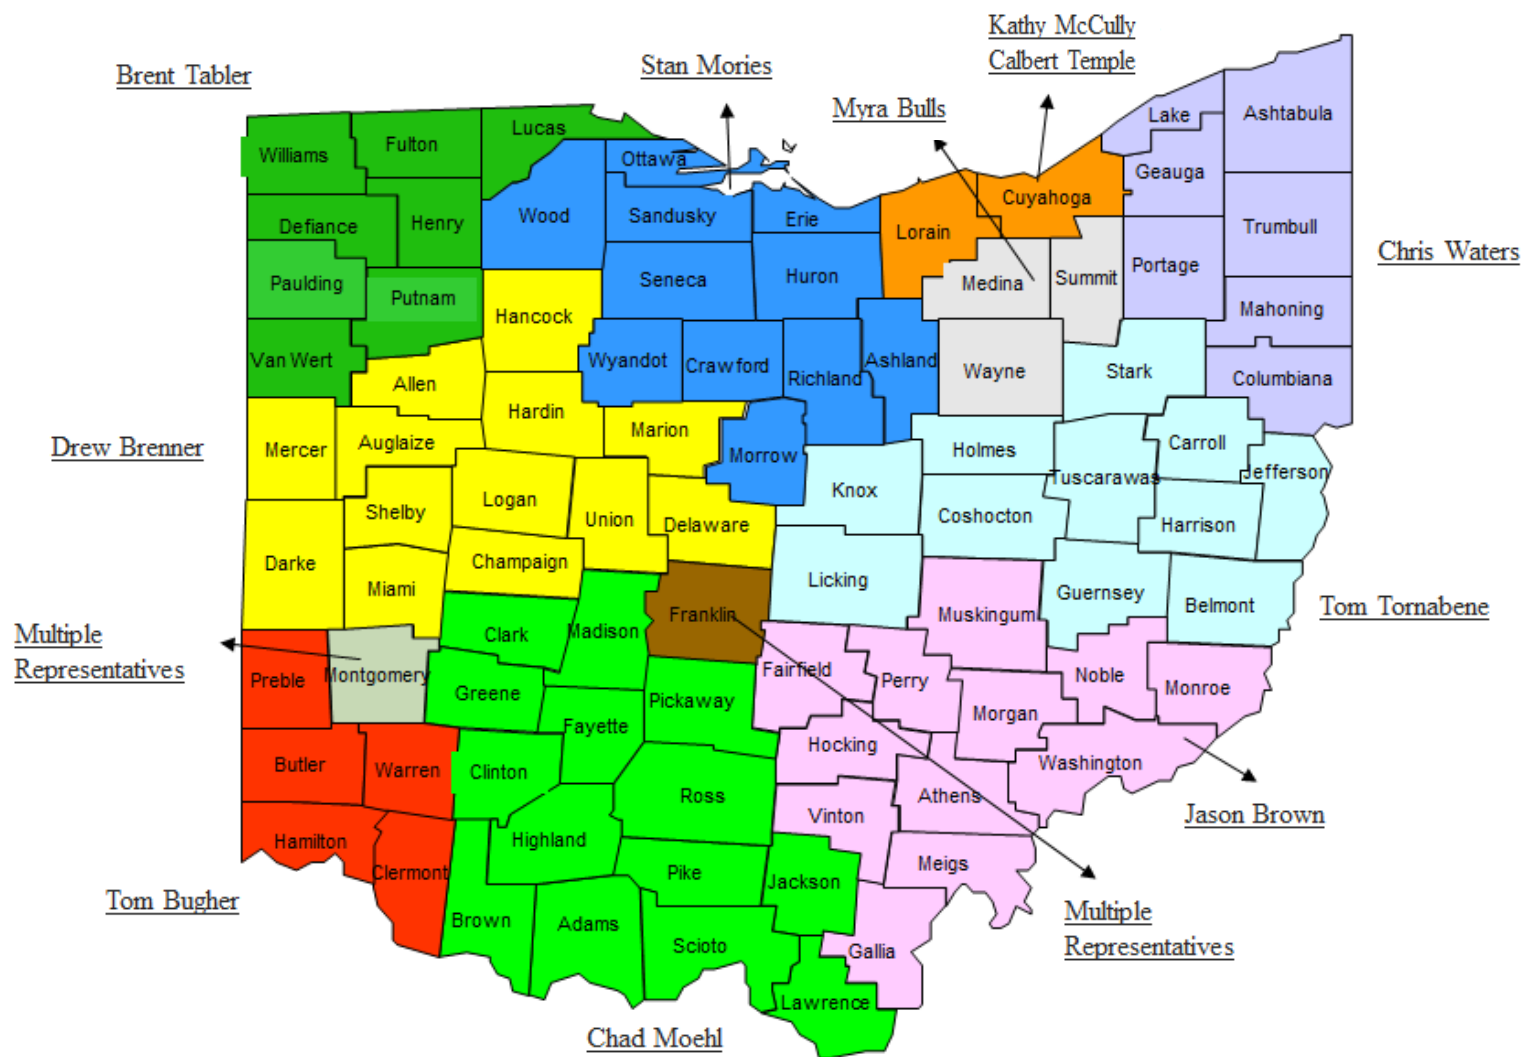 Kathy McCully
Calbert Temple
Stan Mories
Brent Tabler
Myra Bulls
Lake
Ashtabula
Lucas
Fulton
Williams
Ottawa
Geauga
Cuyahoga
Wood
Sandusky
Erie
Henry
Defiance
Lorain
Trumbull
Chris Waters
Portage
Paulding
Putnam
Seneca
Huron
Medina
Summit
Mahoning
Hancock
Van Wert
Wyandot
Crawford
Richland
Ashland
Wayne
Stark
Columbiana
Allen
Hardin
Marion
Drew Brenner
Mercer
Auglaize
Morrow
Holmes
Carroll
Jefferson
Tuscarawas
Knox
Logan
Shelby
Union
Delaware
Coshocton
Harrison
Darke
Champaign
Miami
Licking
Guernsey
Belmont
Tom Tornabene
Franklin
Muskingum
Clark
Madison
Multiple
Representatives
Preble
Montgomery
Greene
Pickaway
Fairfield
Perry
Noble
Monroe
Morgan
Fayette
Hocking
Washington
Butler
Warren
Clinton
Ross
Athens
Vinton
Jason Brown
Hamilton
Highland
Clermont
Pike
Jackson
Meigs
Tom Bugher
Brown
Adams
Scioto
Gallia
Multiple
Representatives
Lawrence
Chad Moehl